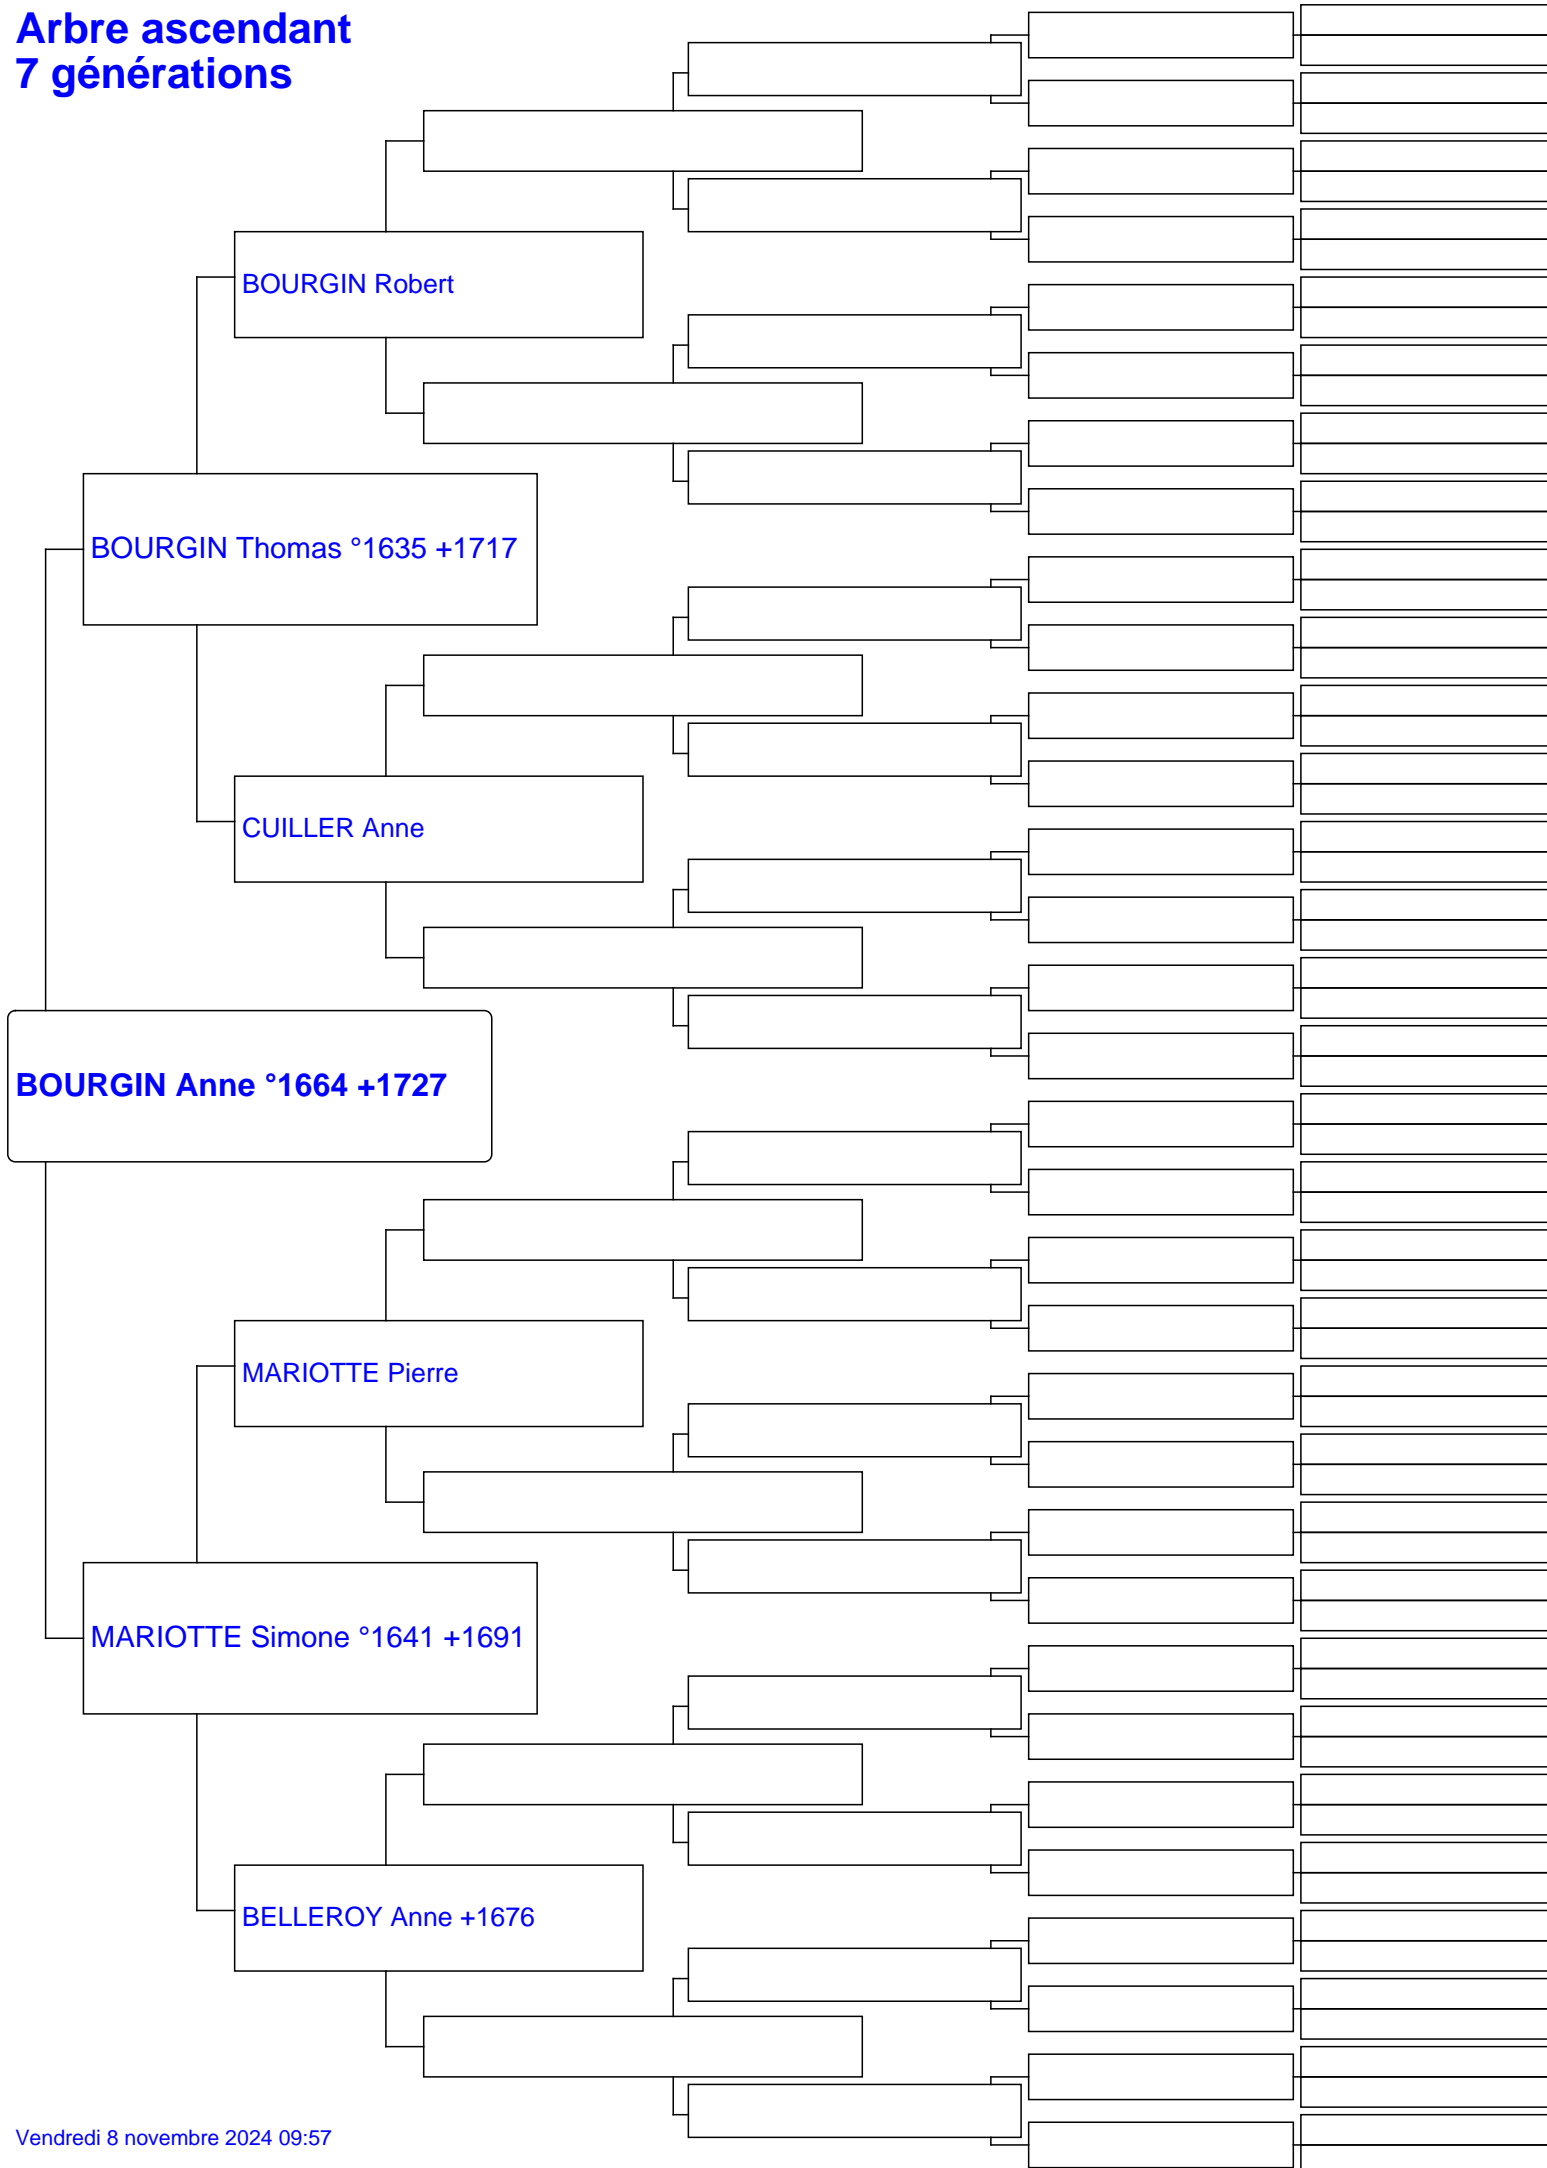 Arbre ascendant
7 générations
BOURGIN Robert
BOURGIN Thomas °1635 +1717
CUILLER Anne
BOURGIN Anne °1664 +1727
MARIOTTE Pierre
MARIOTTE Simone °1641 +1691
BELLEROY Anne +1676
Vendredi 8 novembre 2024 09:57